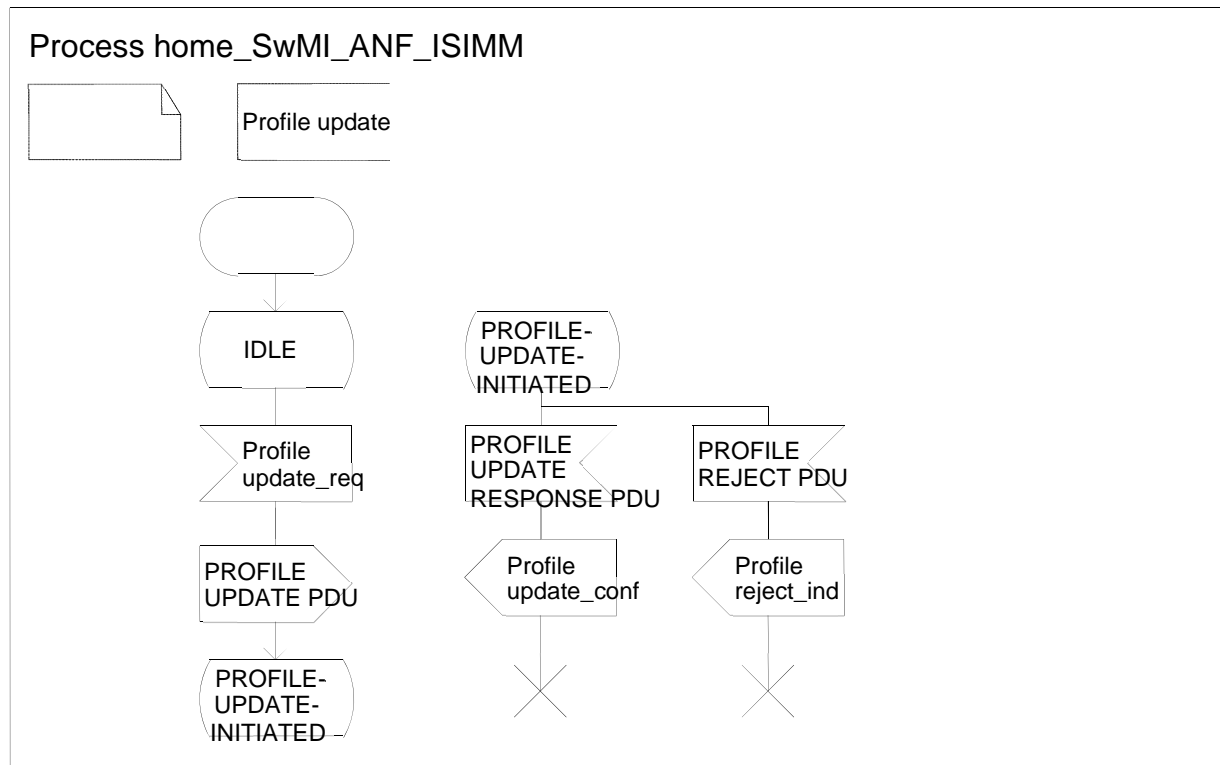 Process home_SwMI_ANF_ISIMM
Profile update
IDLE
Profile
update_req
PROFILE
UPDATE PDU
PROFILE-
UPDATE-
INITIATED
PROFILE-
UPDATE-
INITIATED
PROFILE
UPDATE
RESPONSE PDU
Profile
update_conf
PROFILE
REJECT PDU
Profile
reject_ind